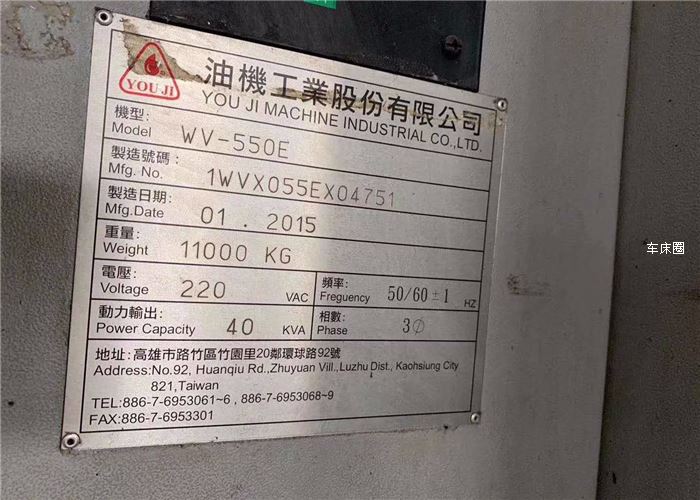 YOU JI
油機工業股份有限公司
YOU JI MACHINE INDUSTRIAL CO.,LTD.
機型:
Model WV-550E
製造號碼:
Mfg. No. 1WVX055EX04751
製造日期:
Mfg.Date 01 . 2015
重量:
Weight 11000 KG
電壓:
Voltage 220 VAC
頻率:
Freguency 50/60±1 HZ
動力輸出:
Power Capacity 40 KVA
相數:
Phase 3∅
地址:高雄市路竹區竹園里20鄰環球路92號
Address:No.92, Huanqiu Rd.,Zhuyuan Vill.,Luzhu Dist., Kaohsiung City
821,Taiwan
TEL:886-7-6953061~6 , 886-7-6953068~9
FAX:886-7-6953301
车床圈